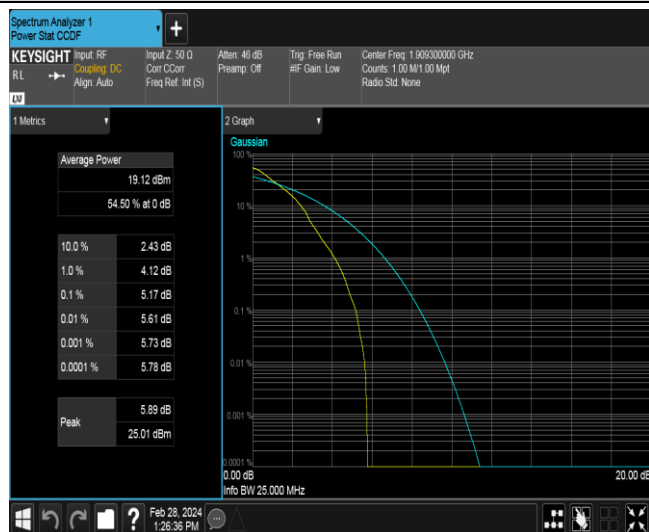 Spectrum Analyzer 1
Power Stat CCDF
+
KEYSIGHT
RL
LXI
Input: RF
Coupling: DC
Align: Auto
Input Z: 50 Ω
Corr CCorr
Freq Ref: Int (S)
Atten: 46 dB
Preamp: Off
Trig: Free Run
#IF Gain: Low
Center Freq: 1.909300000 GHz
Counts: 1.00 M/1.00 Mpt
Radio Std: None
1 Metrics
Average Power
19.12 dBm
54.50 % at 0 dB
10.0 % 2.43 dB
1.0 % 4.12 dB
0.1 % 5.17 dB
0.01 % 5.61 dB
0.001 % 5.73 dB
0.0001 % 5.78 dB
Peak
5.89 dB
25.01 dBm
2 Graph
Gaussian
100 %
10 %
1 %
0.1 %
0.01 %
0.001 %
0.0001 %
0.00 dB
20.00 dB
Info BW 25.000 MHz
?
Feb 28, 2024
1:26:36 PM